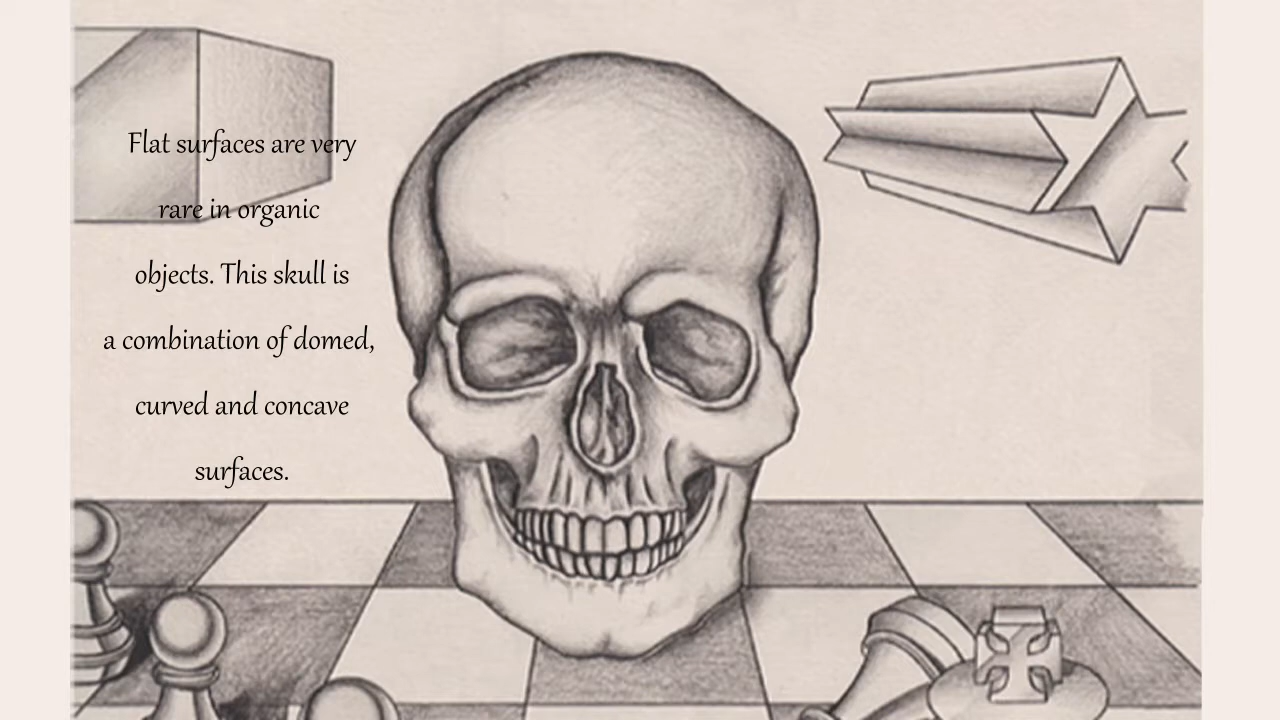 Flat surfaces are very
rare in organic
objects. This skull is
a combination of domed,
curved and concave
surfaces.